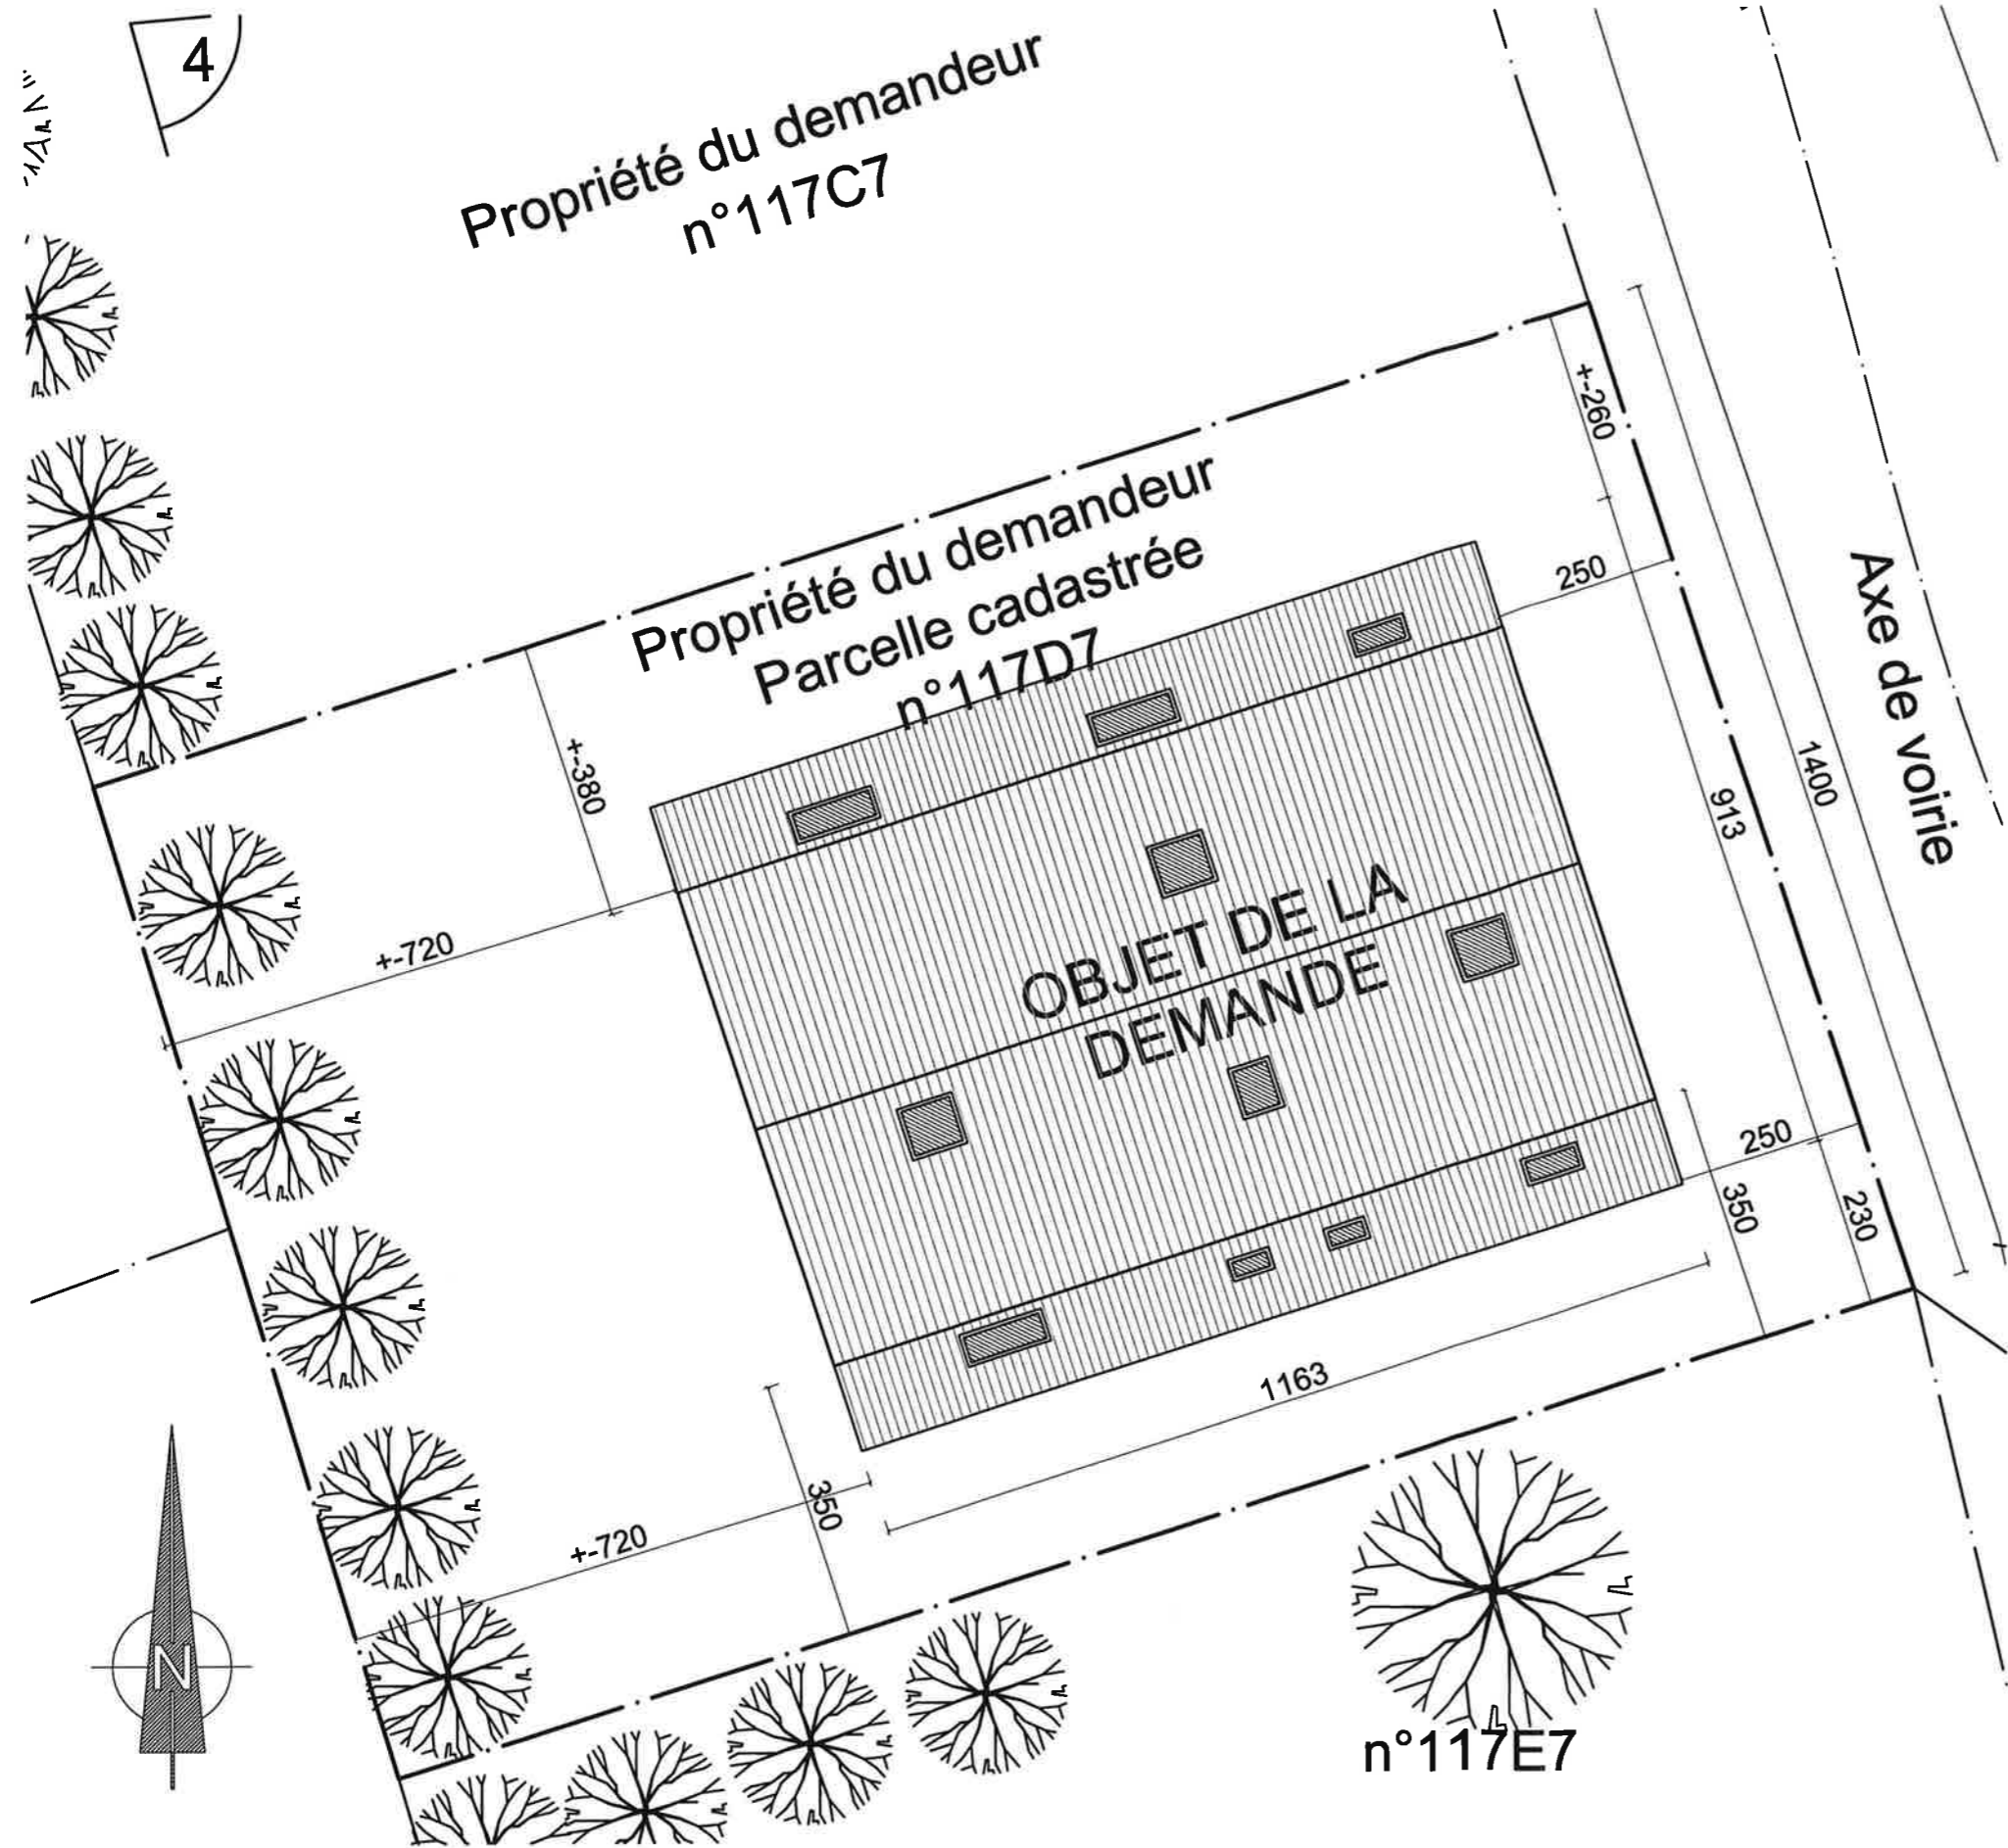 4
Propriété du demandeur
n°117C7
+-260
Propriété du demandeur
Parcelle cadastrée
n°117D7
250
Axe de voirie
+-380
1400
913
+-720
OBJET DE LA
DEMANDE
250
350
230
1163
350
+-720
N
n°117E7